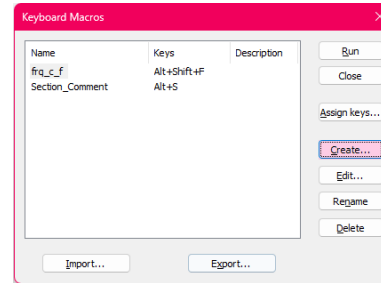 Keyboard Macros
Name Keys Description
frq_c_f Alt+Shift+F
Section_Comment Alt+S
Run
Close
Assign keys...
Create...
Edit...
Rename
Delete
Import... Export...